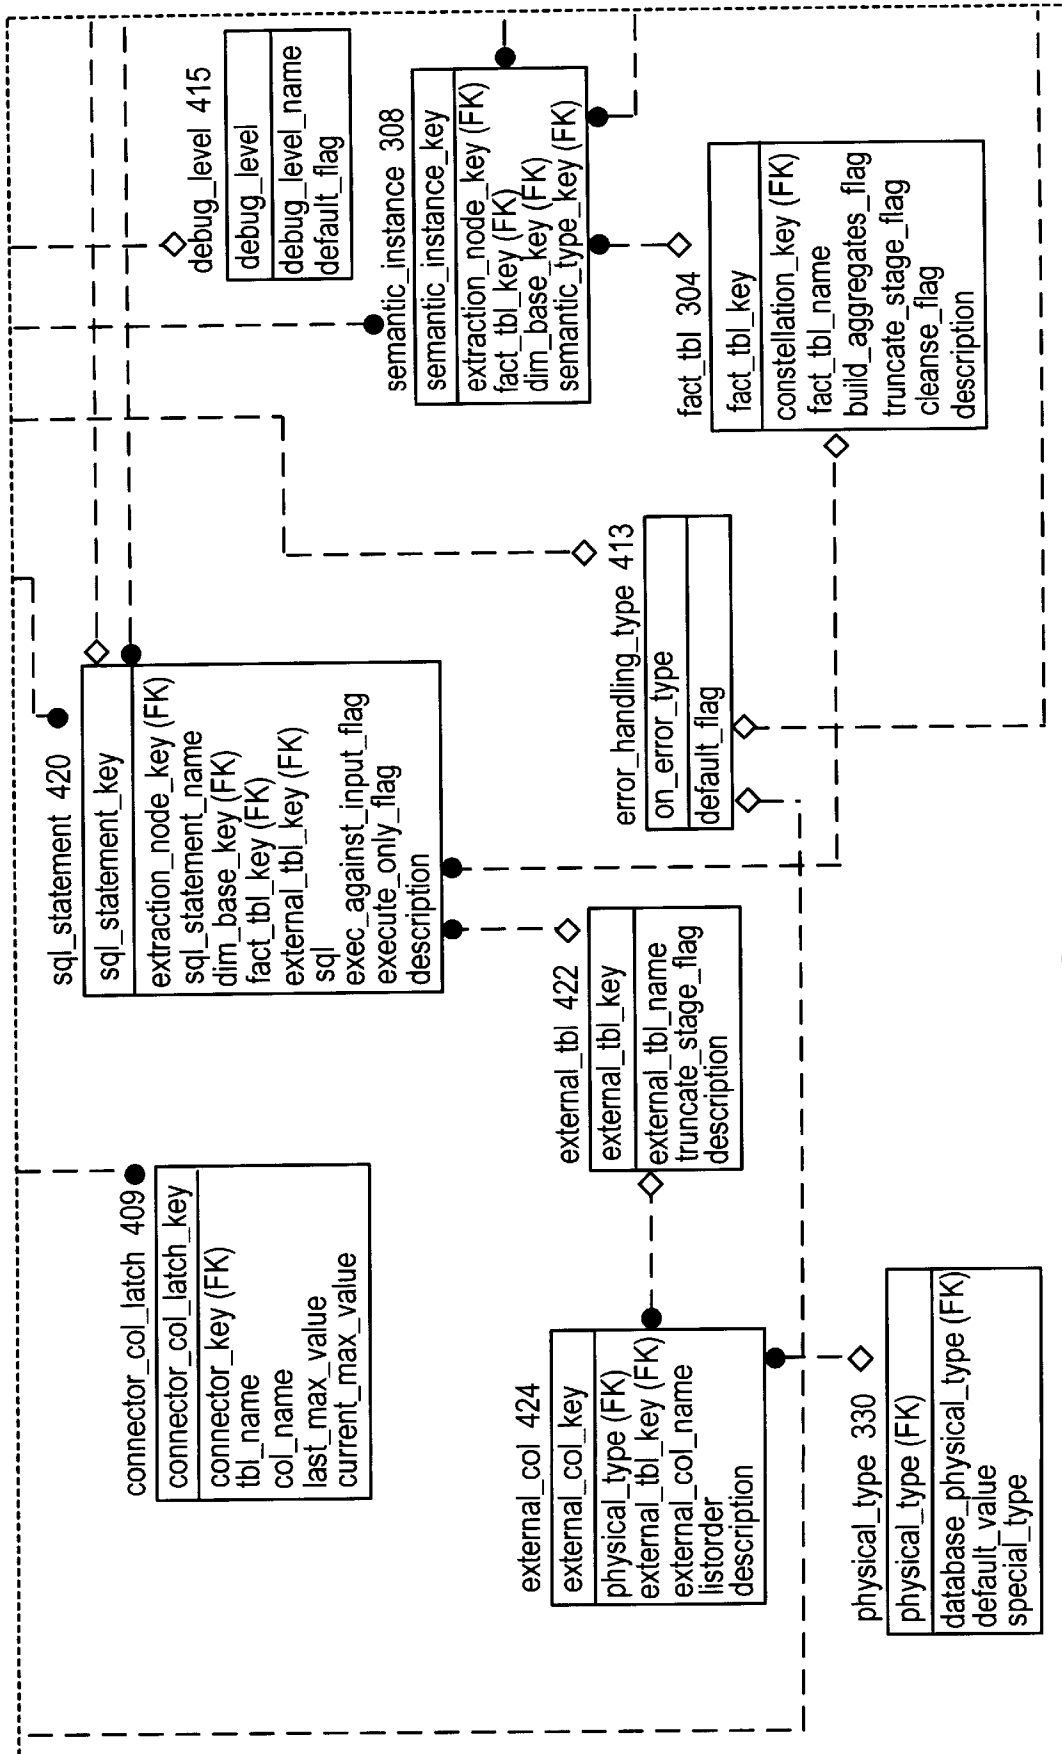 connector_col_latch 409
connector_col_latch_key
connector_key (FK)
tbl_name
col_name
last_max_value
current_max_value
sql_statement 420
sql_statement_key
extraction_node_key (FK)
sql_statement_name
dim_base_key (FK)
fact_tbl_key (FK)
external_tbl_key (FK)
sql
exec_against_input_flag
execute_only_flag
description
debug_level 415
debug_level
debug_level_name
default_flag
semantic_instance 308
semantic_instance_key
extraction_node_key (FK)
fact_tbl_key (FK)
dim_base_key (FK)
semantic_type_key (FK)
external_col 424
external_col_key
physical_type (FK)
external_tbl_key (FK)
external_col_name
listorder
description
external_tbl 422
external_tbl_key
external_tbl_name
truncate_stage_flag
description
error_handling_type 413
on_error_type
default_flag
fact_tbl 304
fact_tbl_key
constellation_key (FK)
fact_tbl_name
build_aggregates_flag
truncate_stage_flag
cleanse_flag
description
physical_type 330
physical_type (FK)
database_physical_type (FK)
default_value
special_type